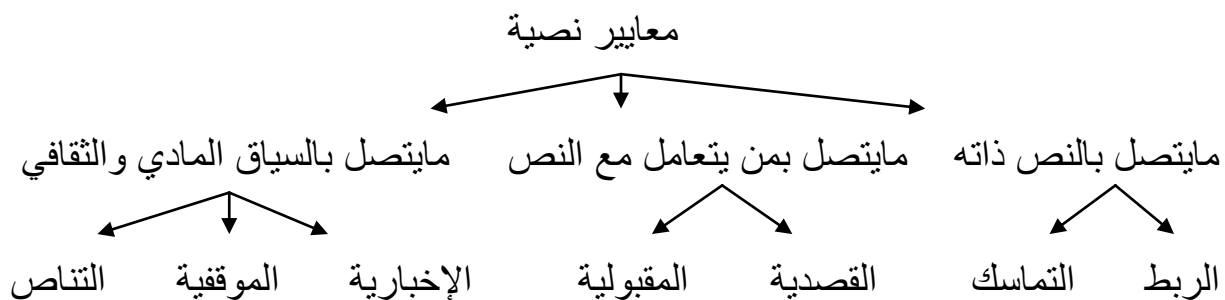 معايير نصية
مايتصل بالنص ذاته مايتصل بمن يتعامل مع النص مايتصل بالسياق المادي والثقافي
الربط التماسك القصدية المقبولية الإخبارية الموقفية التناص